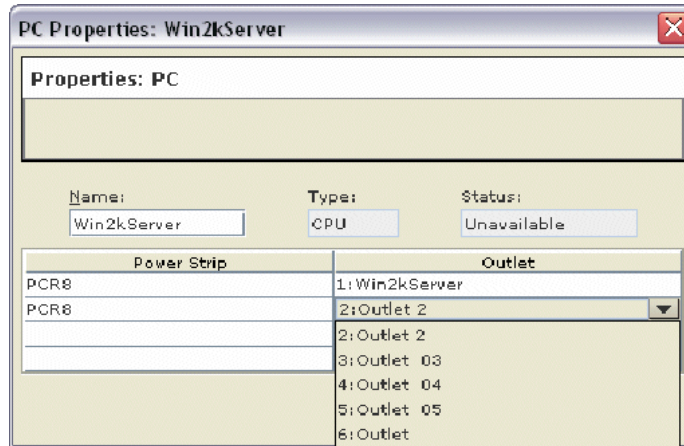 PC Properties: Win2kServer
Properties: PC
Name: Type: Status:
Win2kServer CPU Unavailable
Power Strip Outlet
PCR8 1:Win2kServer
PCR8 2:Outlet 2
2:Outlet 2
3:Outlet 03
4:Outlet 04
5:Outlet 05
6:Outlet